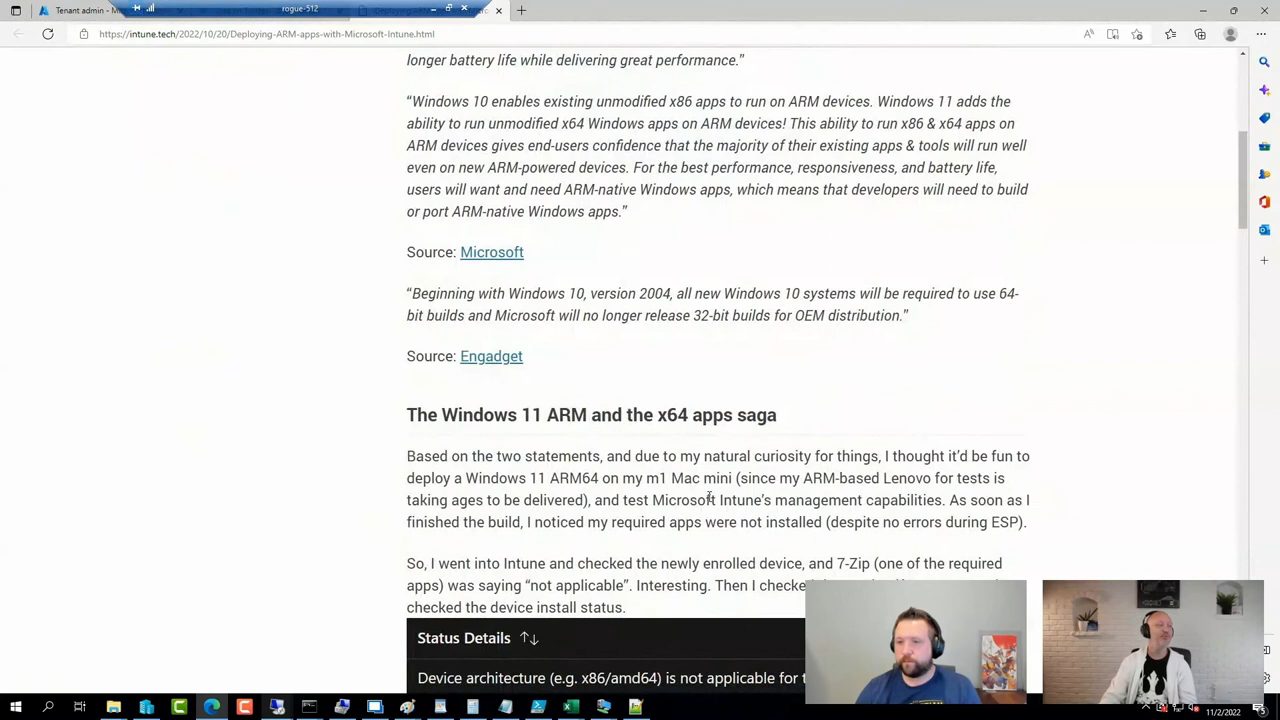 Tenant admin - M
rogue-512
https://intune.tech/2022/10/20/Deploying-ARM-apps-with-Microsoft-Intune.html
longer battery life while delivering great performance."
“Windows 10 enables existing unmodified x86 apps to run on ARM devices. Windows 11 adds the
ability to run unmodified x64 Windows apps on ARM devices! This ability to run x86 & x64 apps on
ARM devices gives end-users confidence that the majority of their existing apps & tools will run well
even on new ARM-powered devices. For the best performance, responsiveness, and battery life,
users will want and need ARM-native Windows apps, which means that developers will need to build
or port ARM-native Windows apps.”
Source: Microsoft
“Beginning with Windows 10, version 2004, all new Windows 10 systems will be required to use 64-
bit builds and Microsoft will no longer release 32-bit builds for OEM distribution.”
Source: Engadget
The Windows 11 ARM and the x64 apps saga
Based on the two statements, and due to my natural curiosity for things, I thought it’d be fun to
deploy a Windows 11 ARM64 on my m1 Mac mini (since my ARM-based Lenovo for tests is
taking ages to be delivered), and test Microsoft Intune’s management capabilities. As soon as I
finished the build, I noticed my required apps were not installed (despite no errors during ESP).
So, I went into Intune and checked the newly enrolled device, and 7-Zip (one of the required
apps) was saying “not applicable”. Interesting. Then I checke
checked the device install status.
Status Details
Device architecture (e.g. x86/amd64) is not applicable for t
11/2/2022